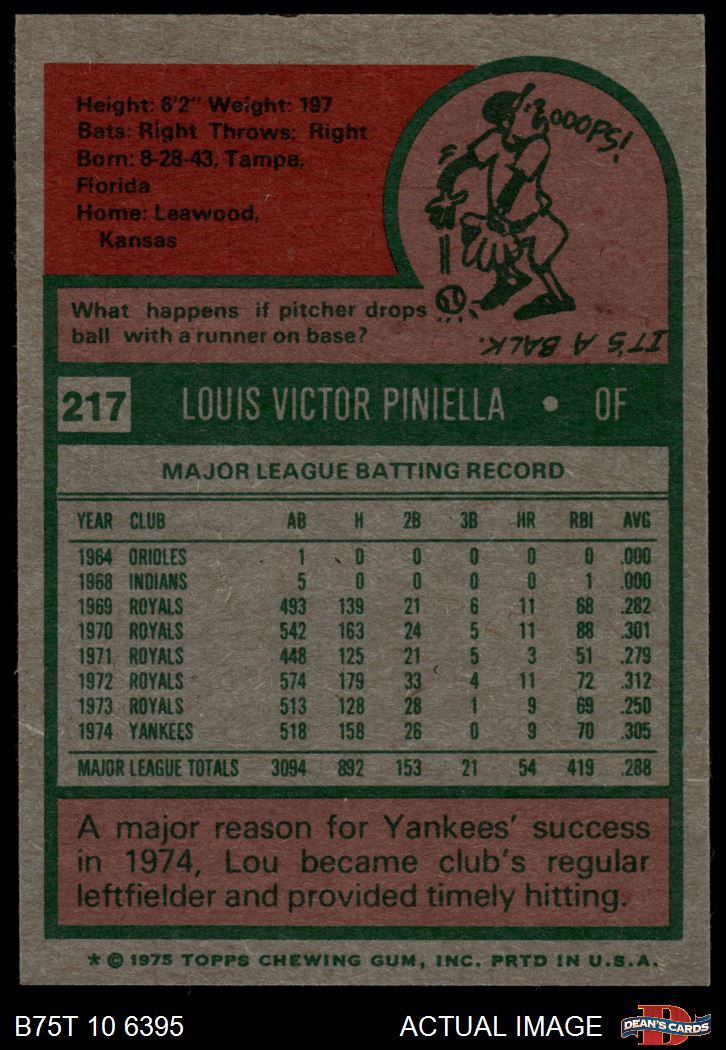 Height: 6'2" Weight: 197
Bats: Right Throws: Right
Born: 8-28-43, Tampa,
Florida
Home: Leawood,
Kansas
OOOPS!
What happens if pitcher drops
ball with a runner on base?
IT'S A BALK.
217 LOUIS VICTOR PINIELLA • OF
MAJOR LEAGUE BATTING RECORD
YEAR CLUB AB H 2B 3B HR RBI AVG
1964 ORIOLES 1 0 0 0 0 0 .000
1968 INDIANS 5 0 0 0 0 1 .000
1969 ROYALS 493 139 21 6 11 68 .282
1970 ROYALS 542 163 24 5 11 88 .301
1971 ROYALS 448 125 21 5 3 51 .279
1972 ROYALS 574 179 33 4 11 72 .312
1973 ROYALS 513 128 28 1 9 69 .250
1974 YANKEES 518 158 26 0 9 70 .305
MAJOR LEAGUE TOTALS 3094 892 153 21 54 419 .288
A major reason for Yankees' success
in 1974, Lou became club's regular
leftfielder and provided timely hitting.
* © 1975 TOPPS CHEWING GUM, INC. PRTD IN U.S.A.
B75T 10 6395 ACTUAL IMAGE
D
DEAN'S CARDS